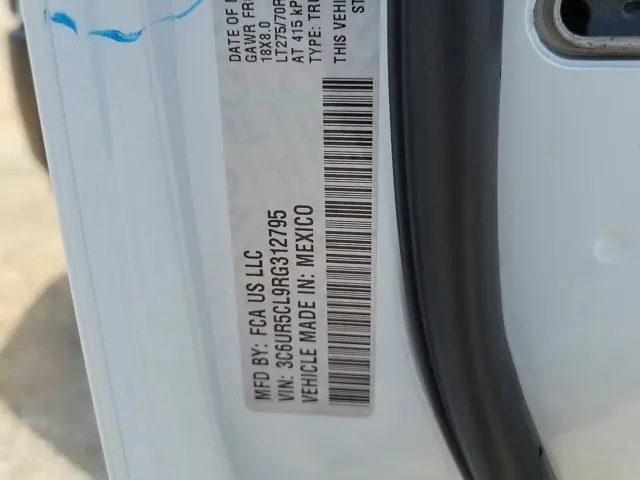 MFD BY: FCA US LLC
VIN: 3C6UR5CL9RG312795
VEHICLE MADE IN: MEXICO
DATE OF
GAWR FR
18X8.0
LT275/70R
AT 415 kP
TYPE: TR
THIS VEHI
ST